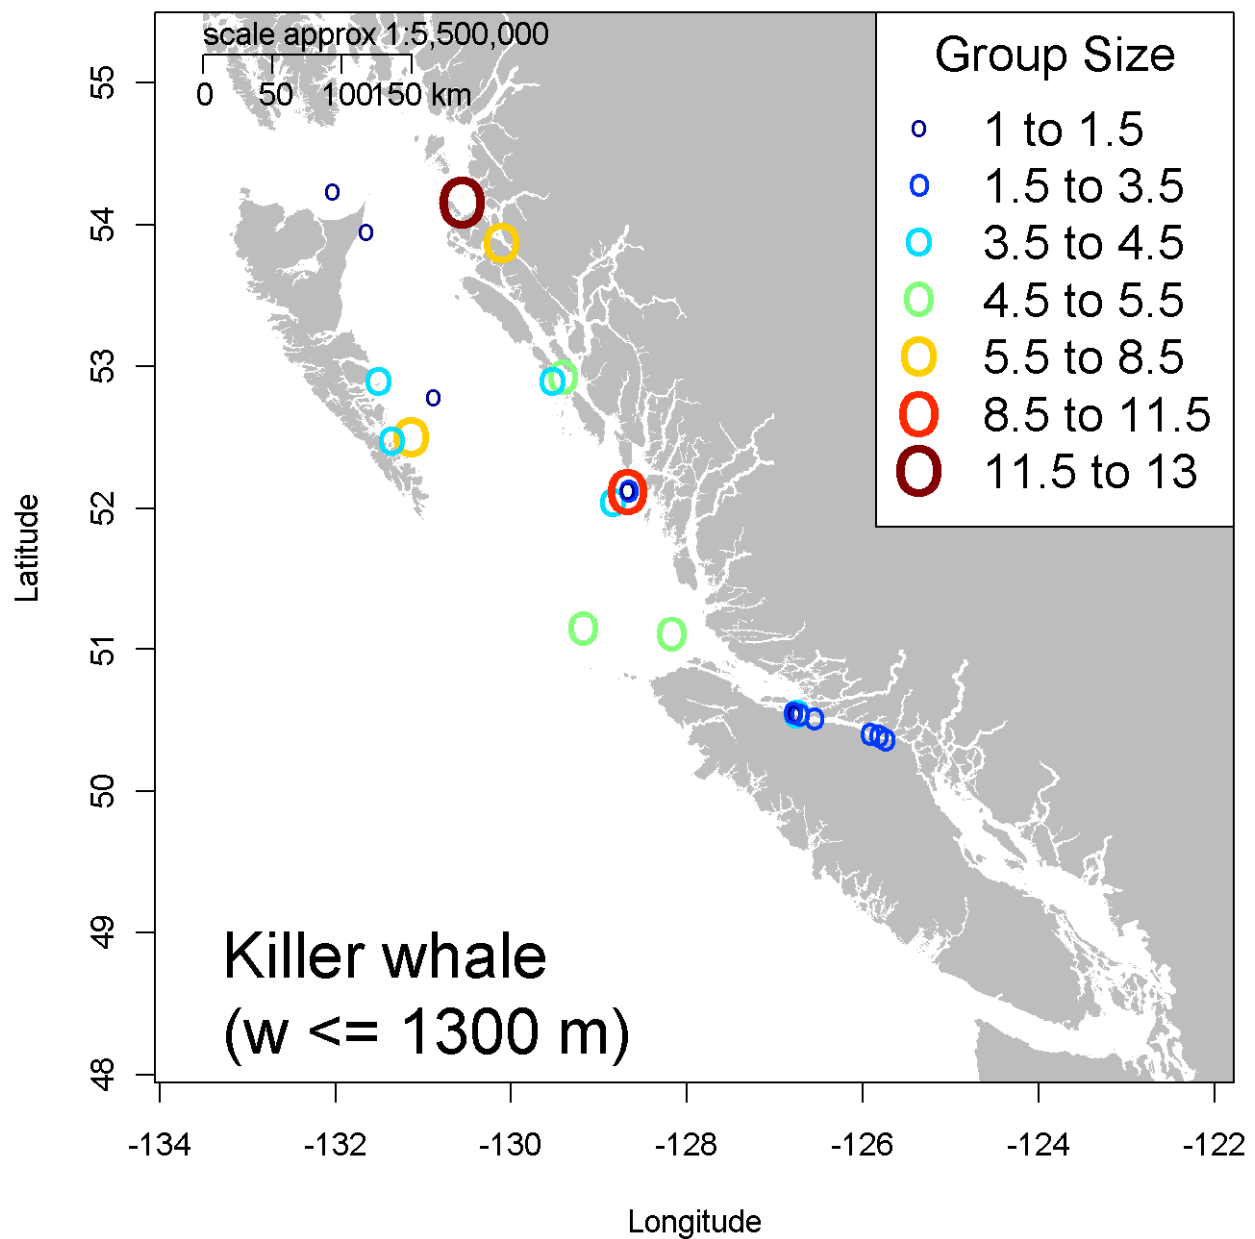 scale approx 1:5,500,000
0 50 100150 km
Group Size
1 to 1.5
1.5 to 3.5
3.5 to 4.5
4.5 to 5.5
5.5 to 8.5
8.5 to 11.5
11.5 to 13
55
54
53
52
51
50
49
48
Latitude
Killer whale
(w <= 1300 m)
-134 -132 -130 -128 -126 -124 -122
Longitude